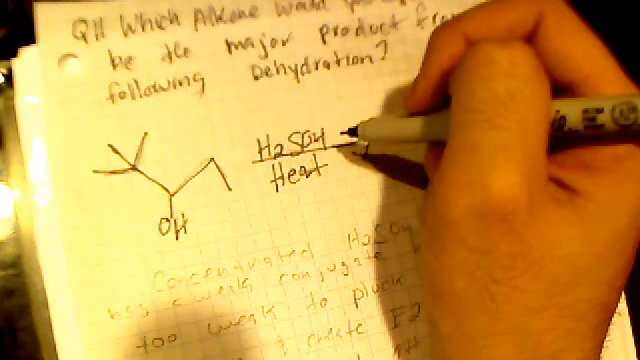 Q11 Which Alkene would
be the major product from
following Dehydration?
H2SO4
Heat
OH
Concentrated H2SO4
has a weak conjugate
too weak to pluck
create E2